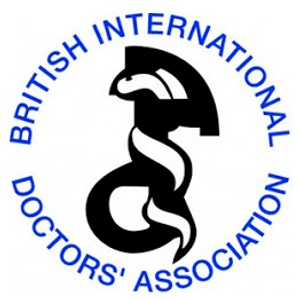 BRITISH INTERNATIONAL
DOCTORS' ASSOCIATION